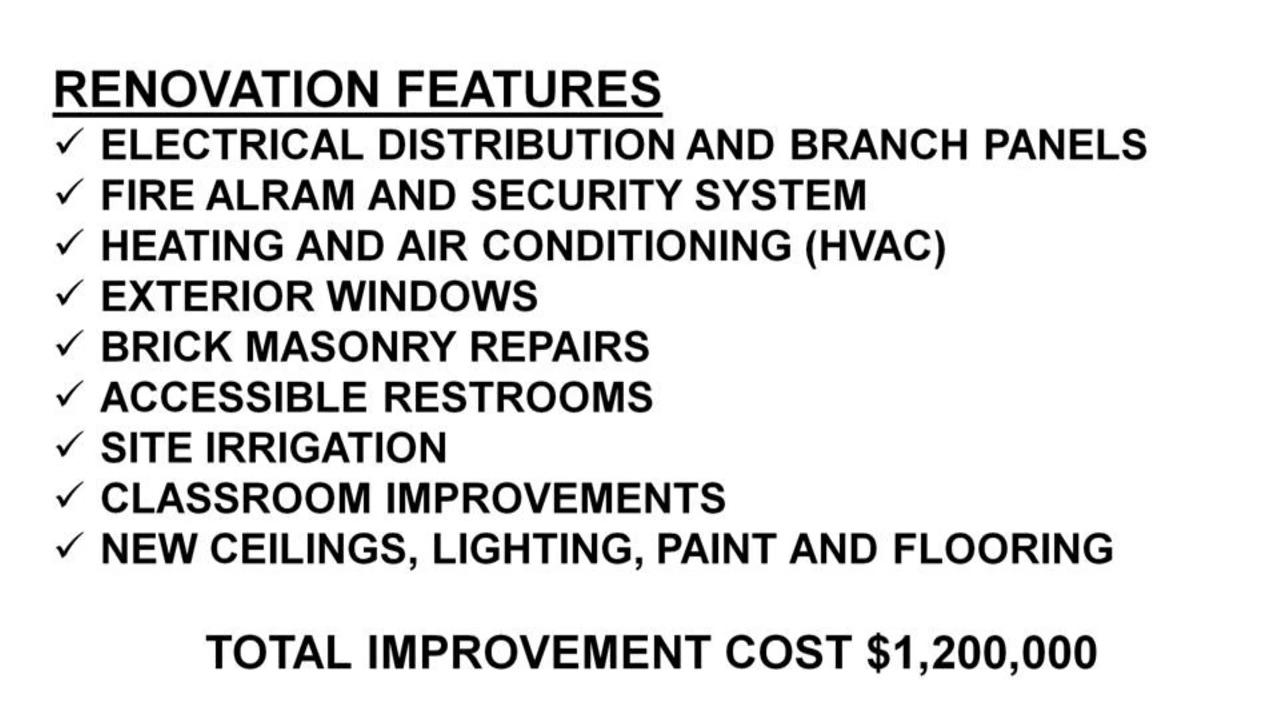 RENOVATION FEATURES
✓ ELECTRICAL DISTRIBUTION AND BRANCH PANELS
✓ FIRE ALRAM AND SECURITY SYSTEM
✓ HEATING AND AIR CONDITIONING (HVAC)
✓ EXTERIOR WINDOWS
✓ BRICK MASONRY REPAIRS
✓ ACCESSIBLE RESTROOMS
✓ SITE IRRIGATION
✓ CLASSROOM IMPROVEMENTS
✓ NEW CEILINGS, LIGHTING, PAINT AND FLOORING
TOTAL IMPROVEMENT COST $1,200,000